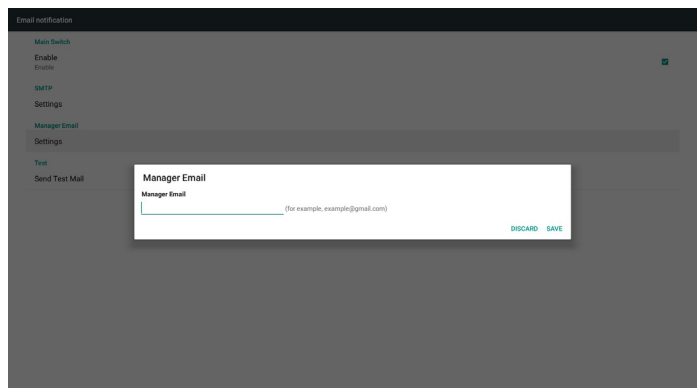 Email notification
Main Switch
Enable
Enable
SMTP
Settings
Manager Email
Settings
Test
Send Test Mail
Manager Email
Manager Email
(for example, example@gmail.com)
DISCARD SAVE